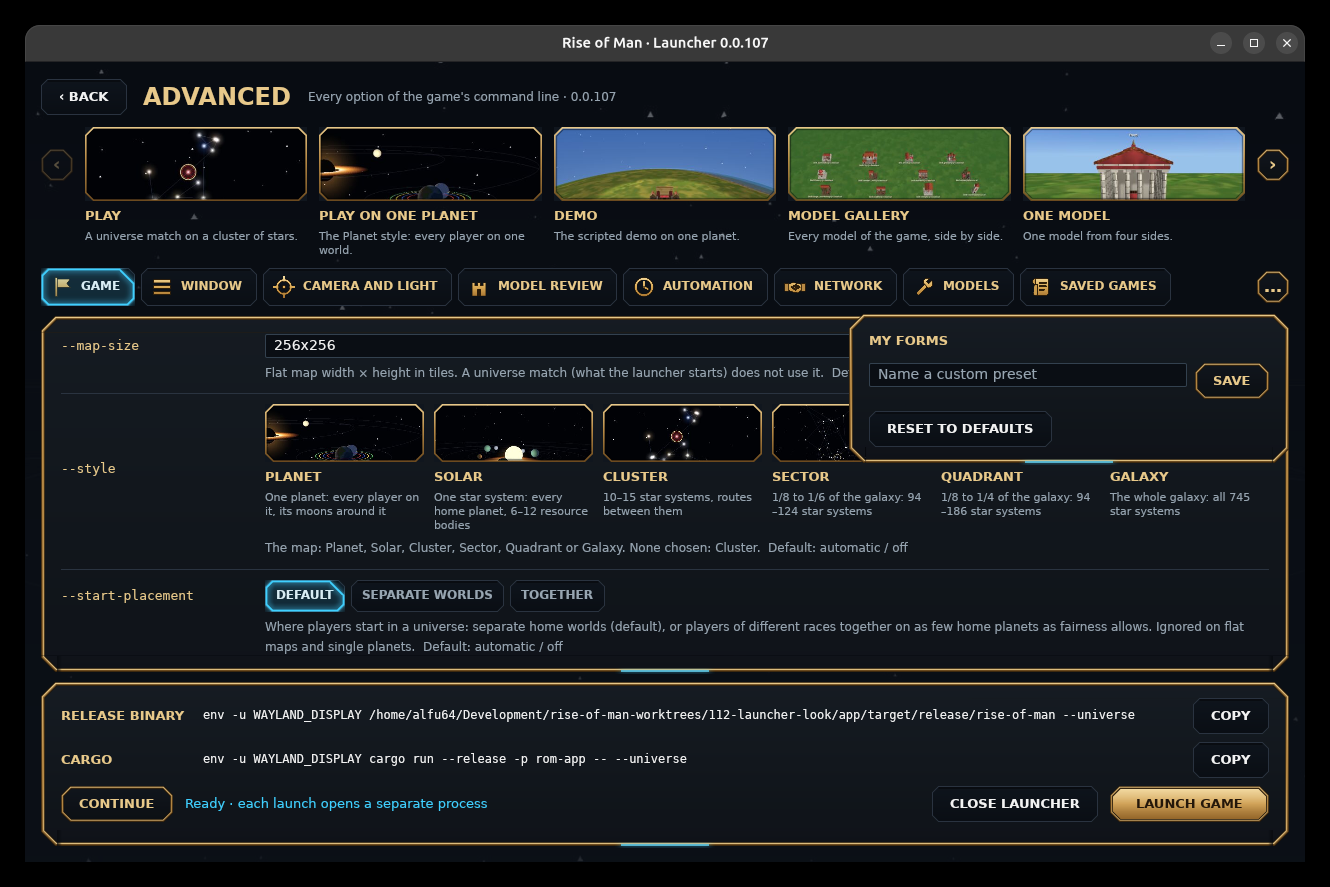 Rise of Man · Launcher 0.0.107
‹ BACK
ADVANCED
Every option of the game's command line · 0.0.107
PLAY
A universe match on a cluster of stars.
PLAY ON ONE PLANET
The Planet style: every player on one
world.
DEMO
The scripted demo on one planet.
MODEL GALLERY
Every model of the game, side by side.
ONE MODEL
One model from four sides.
GAME
WINDOW
CAMERA AND LIGHT
MODEL REVIEW
AUTOMATION
NETWORK
MODELS
SAVED GAMES
...
--map-size
256x256
Flat map width × height in tiles. A universe match (what the launcher starts) does not use it.
MY FORMS
Name a custom preset
SAVE
RESET TO DEFAULTS
--style
PLANET
One planet: every player on
it, its moons around it
SOLAR
One star system: every
home planet, 6–12 resource
bodies
CLUSTER
10–15 star systems, routes
between them
SECTOR
1/8 to 1/6 of the galaxy: 94
–124 star systems
QUADRANT
1/8 to 1/4 of the galaxy: 94
–186 star systems
GALAXY
The whole galaxy: all 745
star systems
The map: Planet, Solar, Cluster, Sector, Quadrant or Galaxy. None chosen: Cluster.  Default: automatic / off
--start-placement
DEFAULT
SEPARATE WORLDS
TOGETHER
Where players start in a universe: separate home worlds (default), or players of different races together on as few home planets as fairness allows. Ignored on flat
maps and single planets.  Default: automatic / off
RELEASE BINARY
env -u WAYLAND_DISPLAY /home/alfu64/Development/rise-of-man-worktrees/112-launcher-look/app/target/release/rise-of-man --universe
COPY
CARGO
env -u WAYLAND_DISPLAY cargo run --release -p rom-app -- --universe
COPY
CONTINUE
Ready · each launch opens a separate process
CLOSE LAUNCHER
LAUNCH GAME